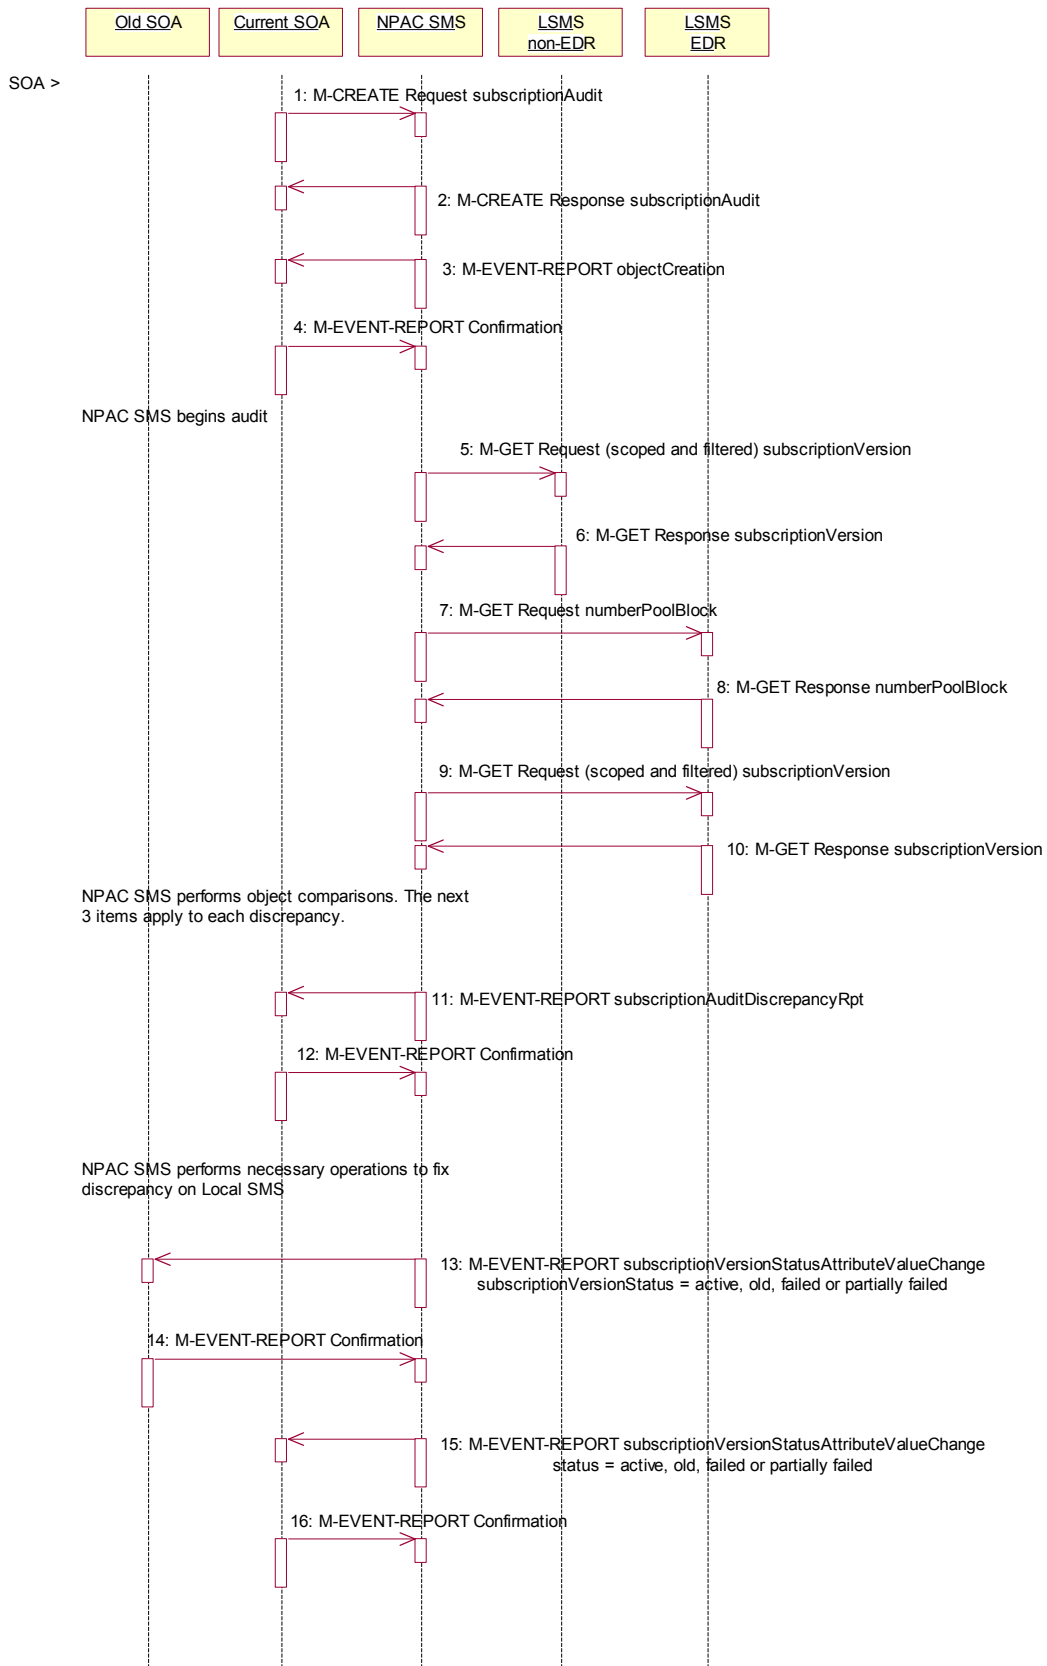 Old SOA
Current SOA
NPAC SMS
LSMS
non-EDR
LSMS
EDR
SOA >
1: M-CREATE Request subscriptionAudit
2: M-CREATE Response subscriptionAudit
3: M-EVENT-REPORT objectCreation
4: M-EVENT-REPORT Confirmation
NPAC SMS begins audit
5: M-GET Request (scoped and filtered) subscriptionVersion
6: M-GET Response subscriptionVersion
7: M-GET Request numberPoolBlock
8: M-GET Response numberPoolBlock
9: M-GET Request (scoped and filtered) subscriptionVersion
10: M-GET Response subscriptionVersion
NPAC SMS performs object comparisons. The next
3 items apply to each discrepancy.
11: M-EVENT-REPORT subscriptionAuditDiscrepancyRpt
12: M-EVENT-REPORT Confirmation
NPAC SMS performs necessary operations to fix
discrepancy on Local SMS
13: M-EVENT-REPORT subscriptionVersionStatusAttributeValueChange
subscriptionVersionStatus = active, old, failed or partially failed
14: M-EVENT-REPORT Confirmation
15: M-EVENT-REPORT subscriptionVersionStatusAttributeValueChange
status = active, old, failed or partially failed
16: M-EVENT-REPORT Confirmation